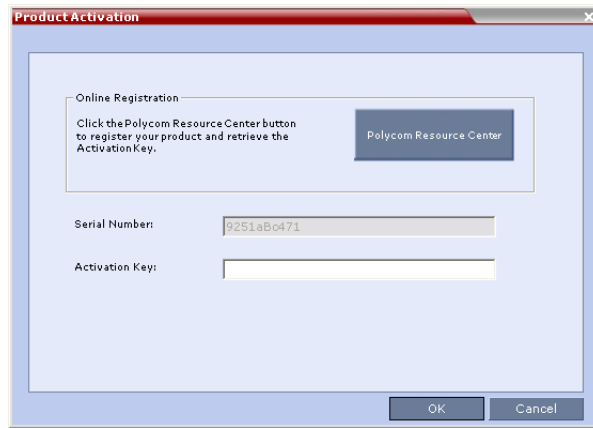 Product Activation
Online Registration
Click the Polycom Resource Center button
to register your product and retrieve the
Activation Key.
Polycom Resource Center
Serial Number:
9251aBc471
Activation Key:
OK
Cancel